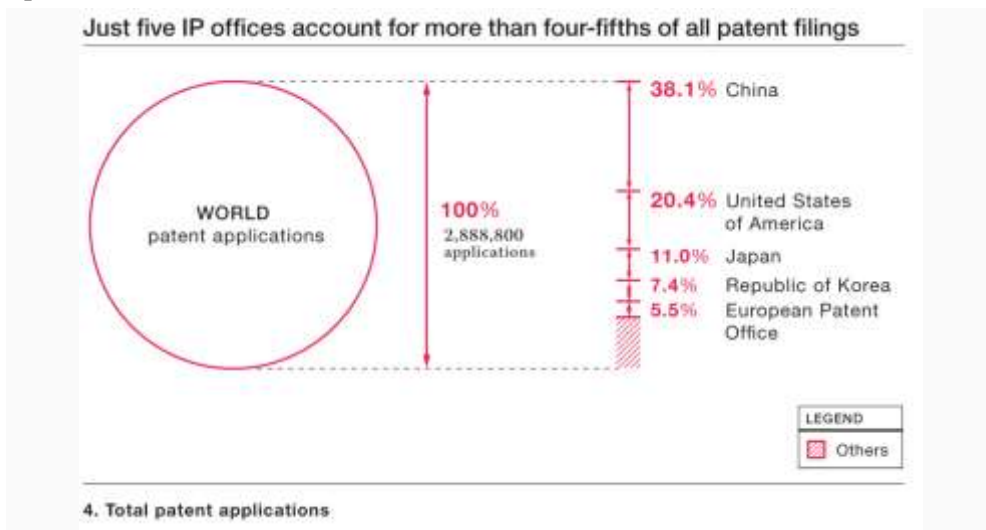 Just five IP offices account for more than four-fifths of all patent filings
WORLD
patent applications
100%
2,888,800
applications
38.1% China
20.4% United States
of America
11.0% Japan
7.4% Republic of Korea
5.5% European Patent
Office
LEGEND
Others
4. Total patent applications